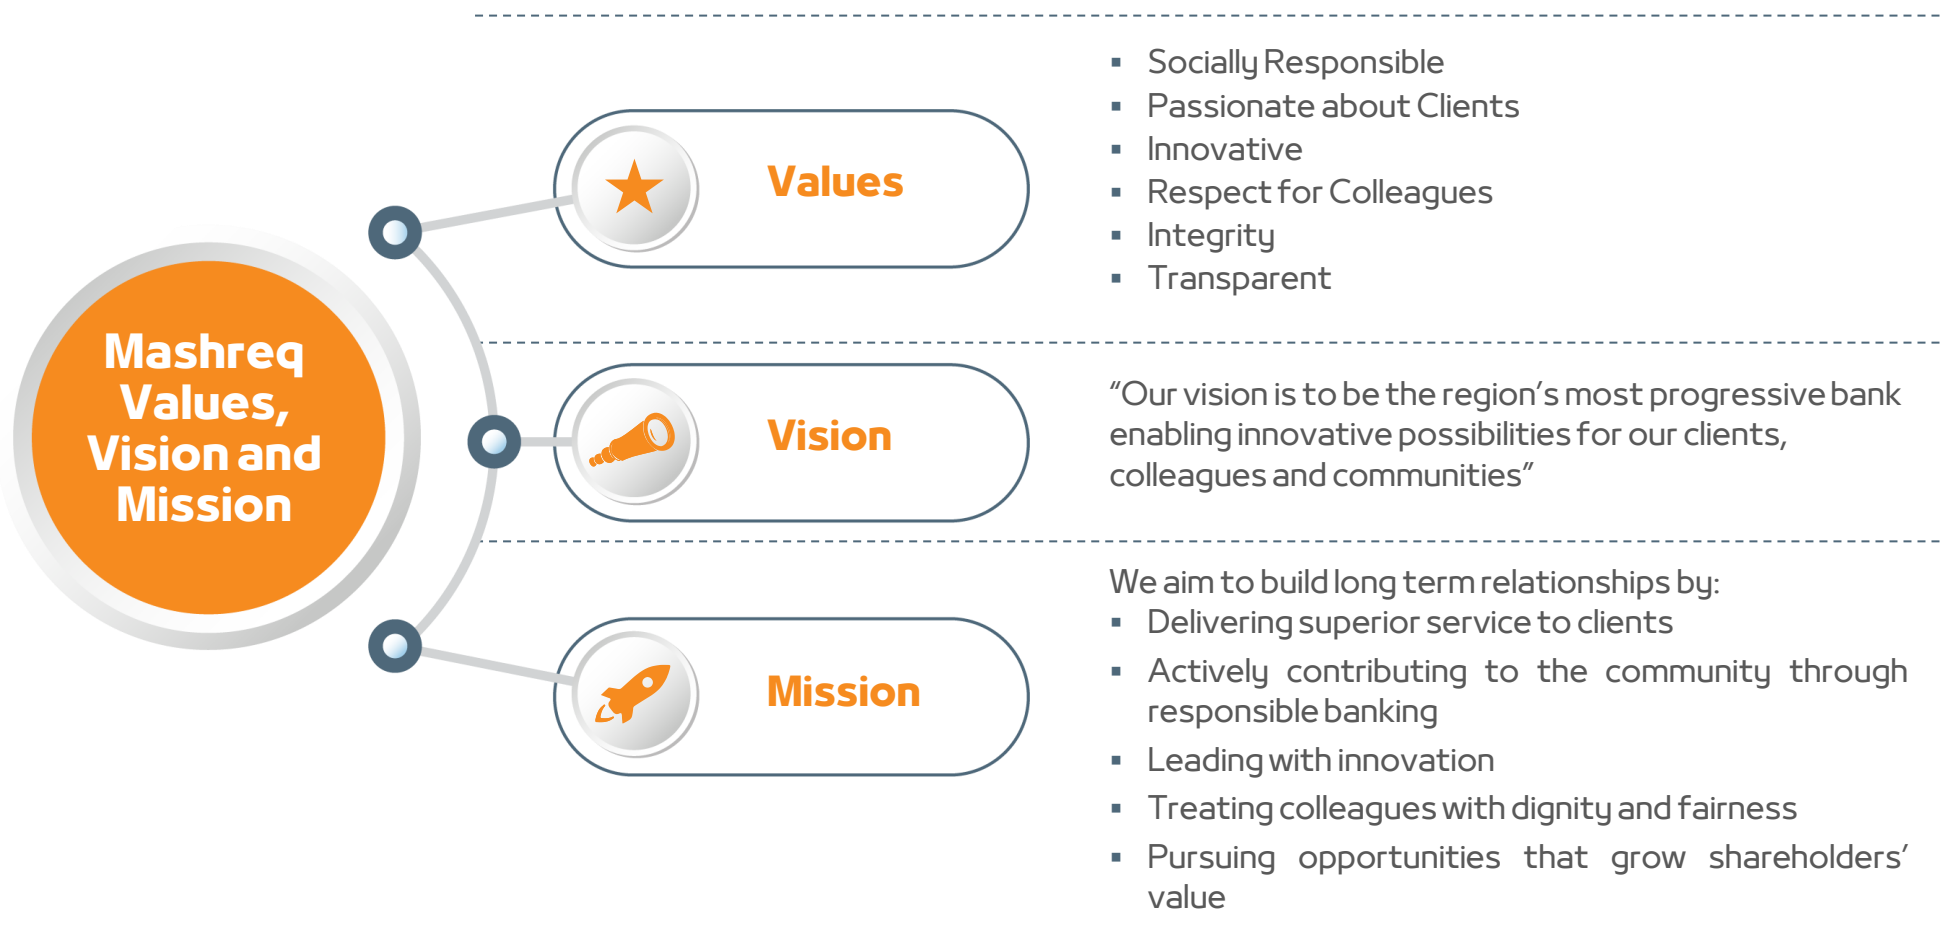 Mashreq
Values,
Vision and
Mission
Values
▪ Socially Responsible
▪ Passionate about Clients
▪ Innovative
▪ Respect for Colleagues
▪ Integrity
▪ Transparent
Vision
“Our vision is to be the region’s most progressive bank
enabling innovative possibilities for our clients,
colleagues and communities”
Mission
We aim to build long term relationships by:
▪ Delivering superior service to clients
▪ Actively contributing to the community through
responsible banking
▪ Leading with innovation
▪ Treating colleagues with dignity and fairness
▪ Pursuing opportunities that grow shareholders’
value